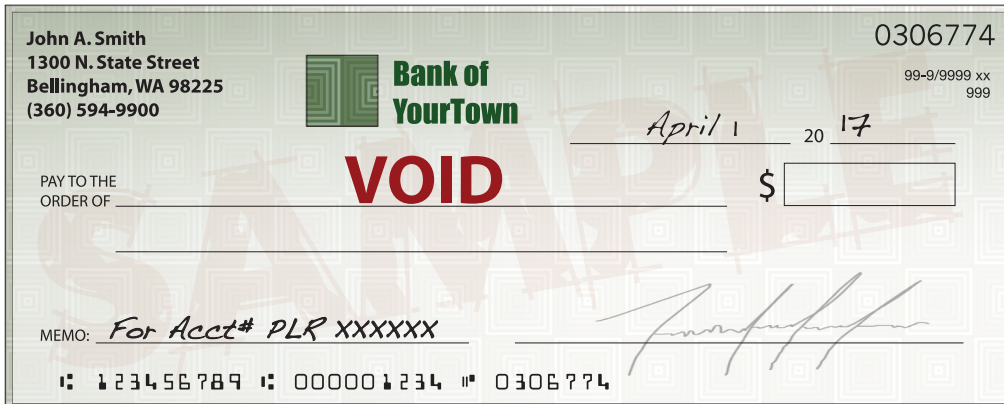 John A. Smith
1300 N. State Street
Bellingham, WA 98225
(360) 594-9900
Bank of
YourTown
0306774
99-9/9999 xx
999
April 1 20 17
PAY TO THE
ORDER OF
VOID
$
SAMPLE
MEMO: For Acct# PLR XXXXXX
⑆ 123456789 ⑆ 000001234 ⑈ 0306774